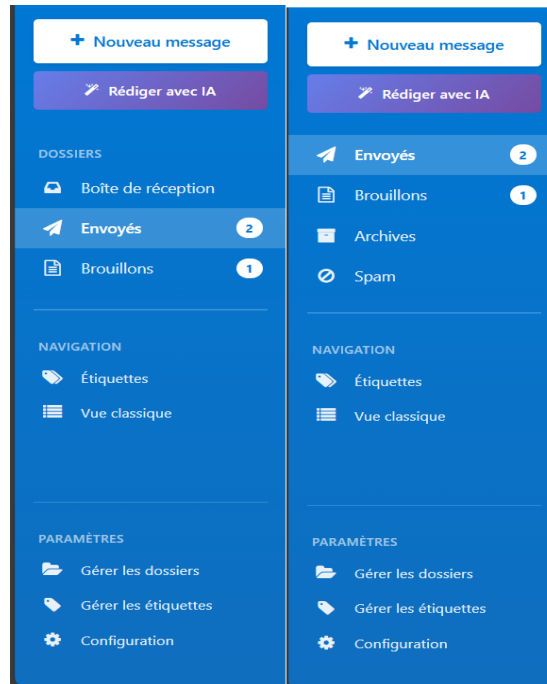 + Nouveau message
Rédiger avec IA
DOSSIERS
Boîte de réception
Envoyés 2
Brouillons 1
NAVIGATION
Étiquettes
Vue classique
PARAMÈTRES
Gérer les dossiers
Gérer les étiquettes
Configuration
+ Nouveau message
Rédiger avec IA
Envoyés 2
Brouillons 1
Archives
Spam
NAVIGATION
Étiquettes
Vue classique
PARAMÈTRES
Gérer les dossiers
Gérer les étiquettes
Configuration